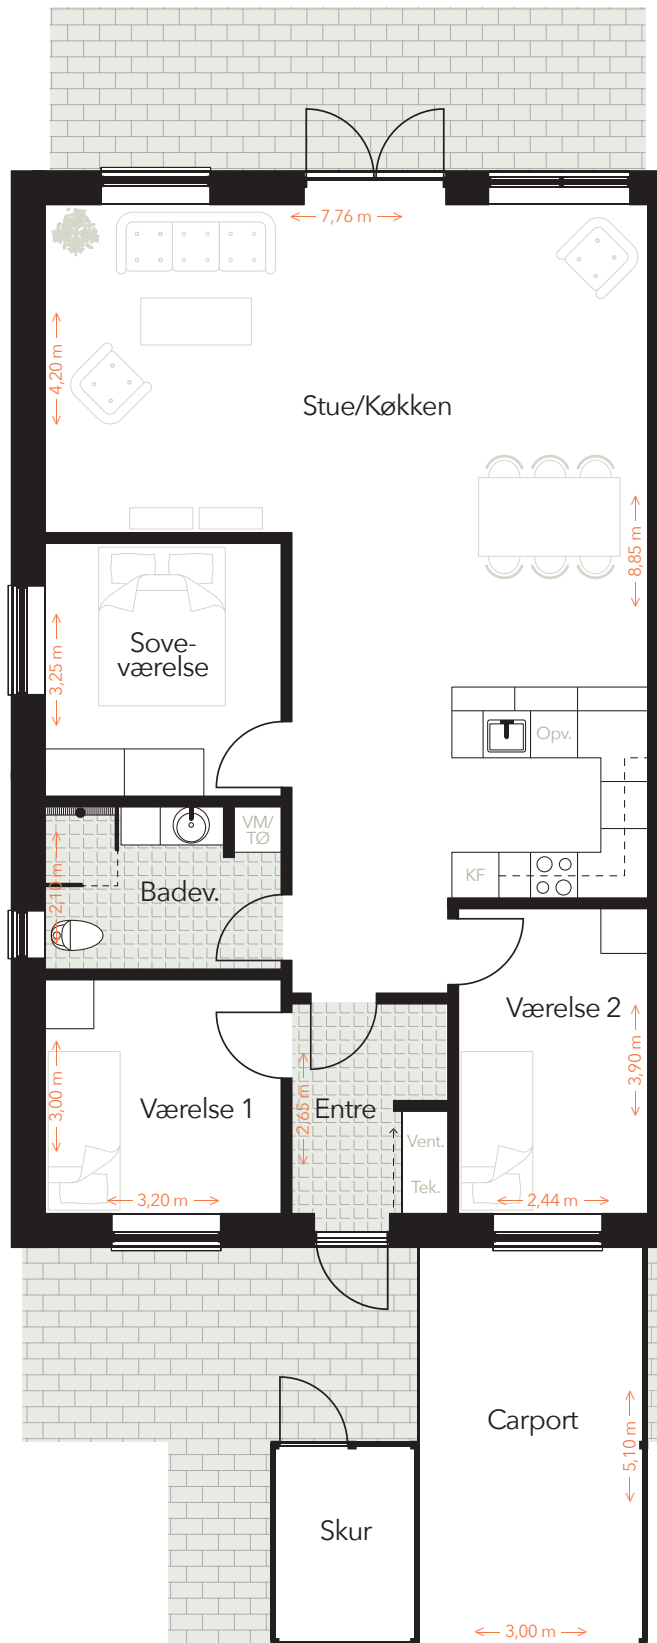 7,76 m
4,20 m
Stue/Køkken
8,85 m
Sove-
værelse
3,25 m
Opv.
VM/
TØ
2,10 m
Badev.
KF
Værelse 2
3,00 m
Værelse 1
2,65 m
Entre
3,90 m
Vent.
Tek.
3,20 m
2,44 m
Carport
5,10 m
Skur
3,00 m